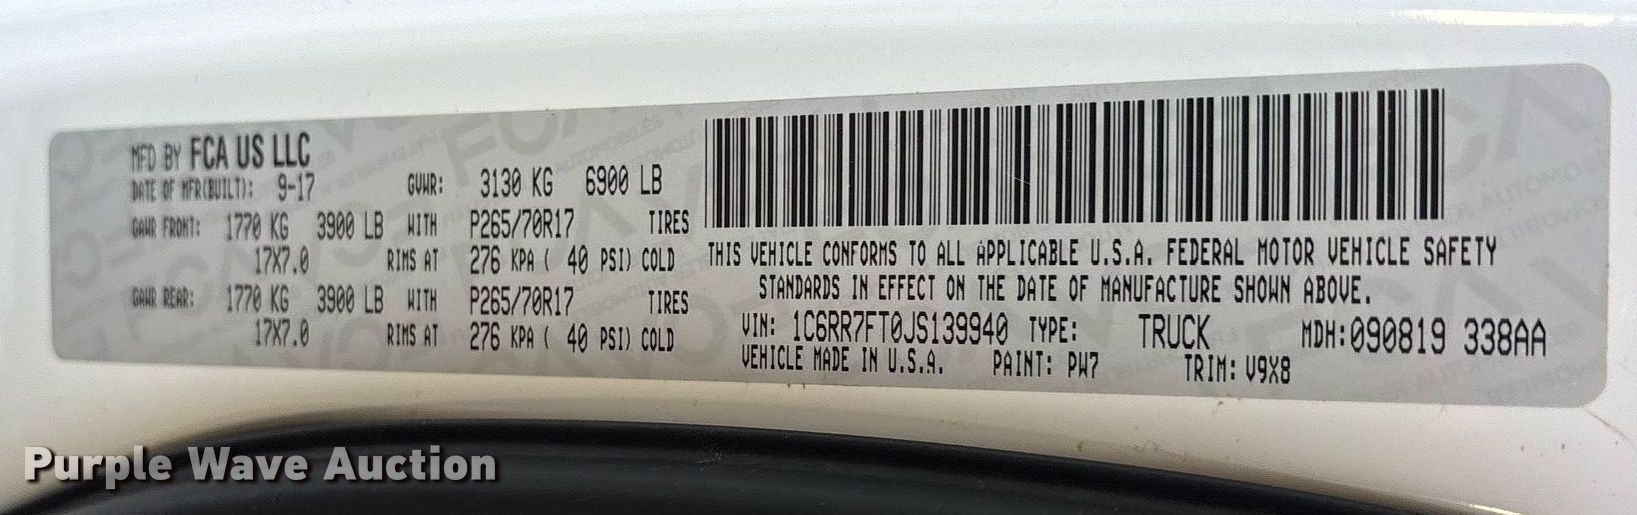 MFD BY FCA US LLC
DATE OF MFR(BUILT): 9-17 GVWR: 3130 KG 6900 LB
GAWR FRONT: 1770 KG 3900 LB WITH P265/70R17 TIRES
17X7.0 RIMS AT 276 KPA ( 40 PSI) COLD
GAWR REAR: 1770 KG 3900 LB WITH P265/70R17 TIRES
17X7.0 RIMS AT 276 KPA ( 40 PSI) COLD
THIS VEHICLE CONFORMS TO ALL APPLICABLE U.S.A. FEDERAL MOTOR VEHICLE SAFETY
STANDARDS IN EFFECT ON THE DATE OF MANUFACTURE SHOWN ABOVE.
VIN: 1C6RR7FT0JS139940 TYPE: TRUCK MDH:090819 338AA
VEHICLE MADE IN U.S.A. PAINT: PW7 TRIM: V9X8
Purple Wave Auction